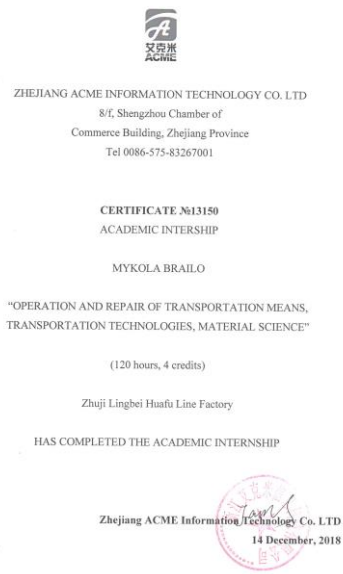 艾克米
ACME
ZHEJIANG ACME INFORMATION TECHNOLOGY CO. LTD
8/f, Shengzhou Chamber of
Commerce Building, Zhejiang Province
Tel 0086-575-83267001
CERTIFICATE №13150
ACADEMIC INTERSHIP
MYKOLA BRAILO
“OPERATION AND REPAIR OF TRANSPORTATION MEANS,
TRANSPORTATION TECHNOLOGIES, MATERIAL SCIENCE”
(120 hours, 4 credits)
Zhuji Lingbei Huafu Line Factory
HAS COMPLETED THE ACADEMIC INTERNSHIP
Zhejiang ACME Information Technology Co. LTD
14 December, 2018